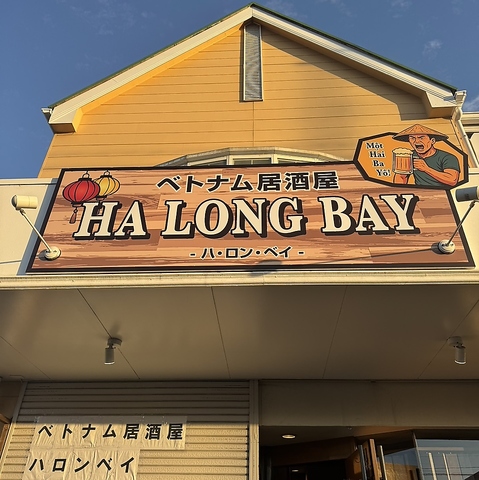 ベトナム居酒屋
Một
Hai
Ba
Yô!
HA LONG BAY
- ハ・ロン・ベイ -
ベトナム居酒屋
ハロンベイ